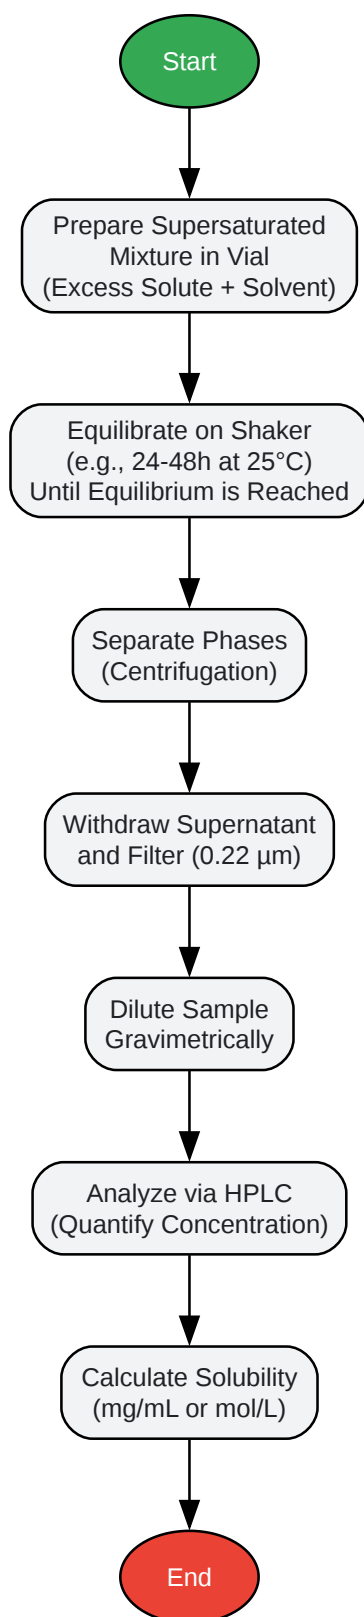 Start
Prepare Supersaturated
Mixture in Vial
(Excess Solute + Solvent)
Equilibrate on Shaker
(e.g., 24-48h at 25°C)
Until Equilibrium is Reached
Separate Phases
(Centrifugation)
Withdraw Supernatant
and Filter (0.22 µm)
Dilute Sample
Gravimetrically
Analyze via HPLC
(Quantify Concentration)
Calculate Solubility
(mg/mL or mol/L)
End